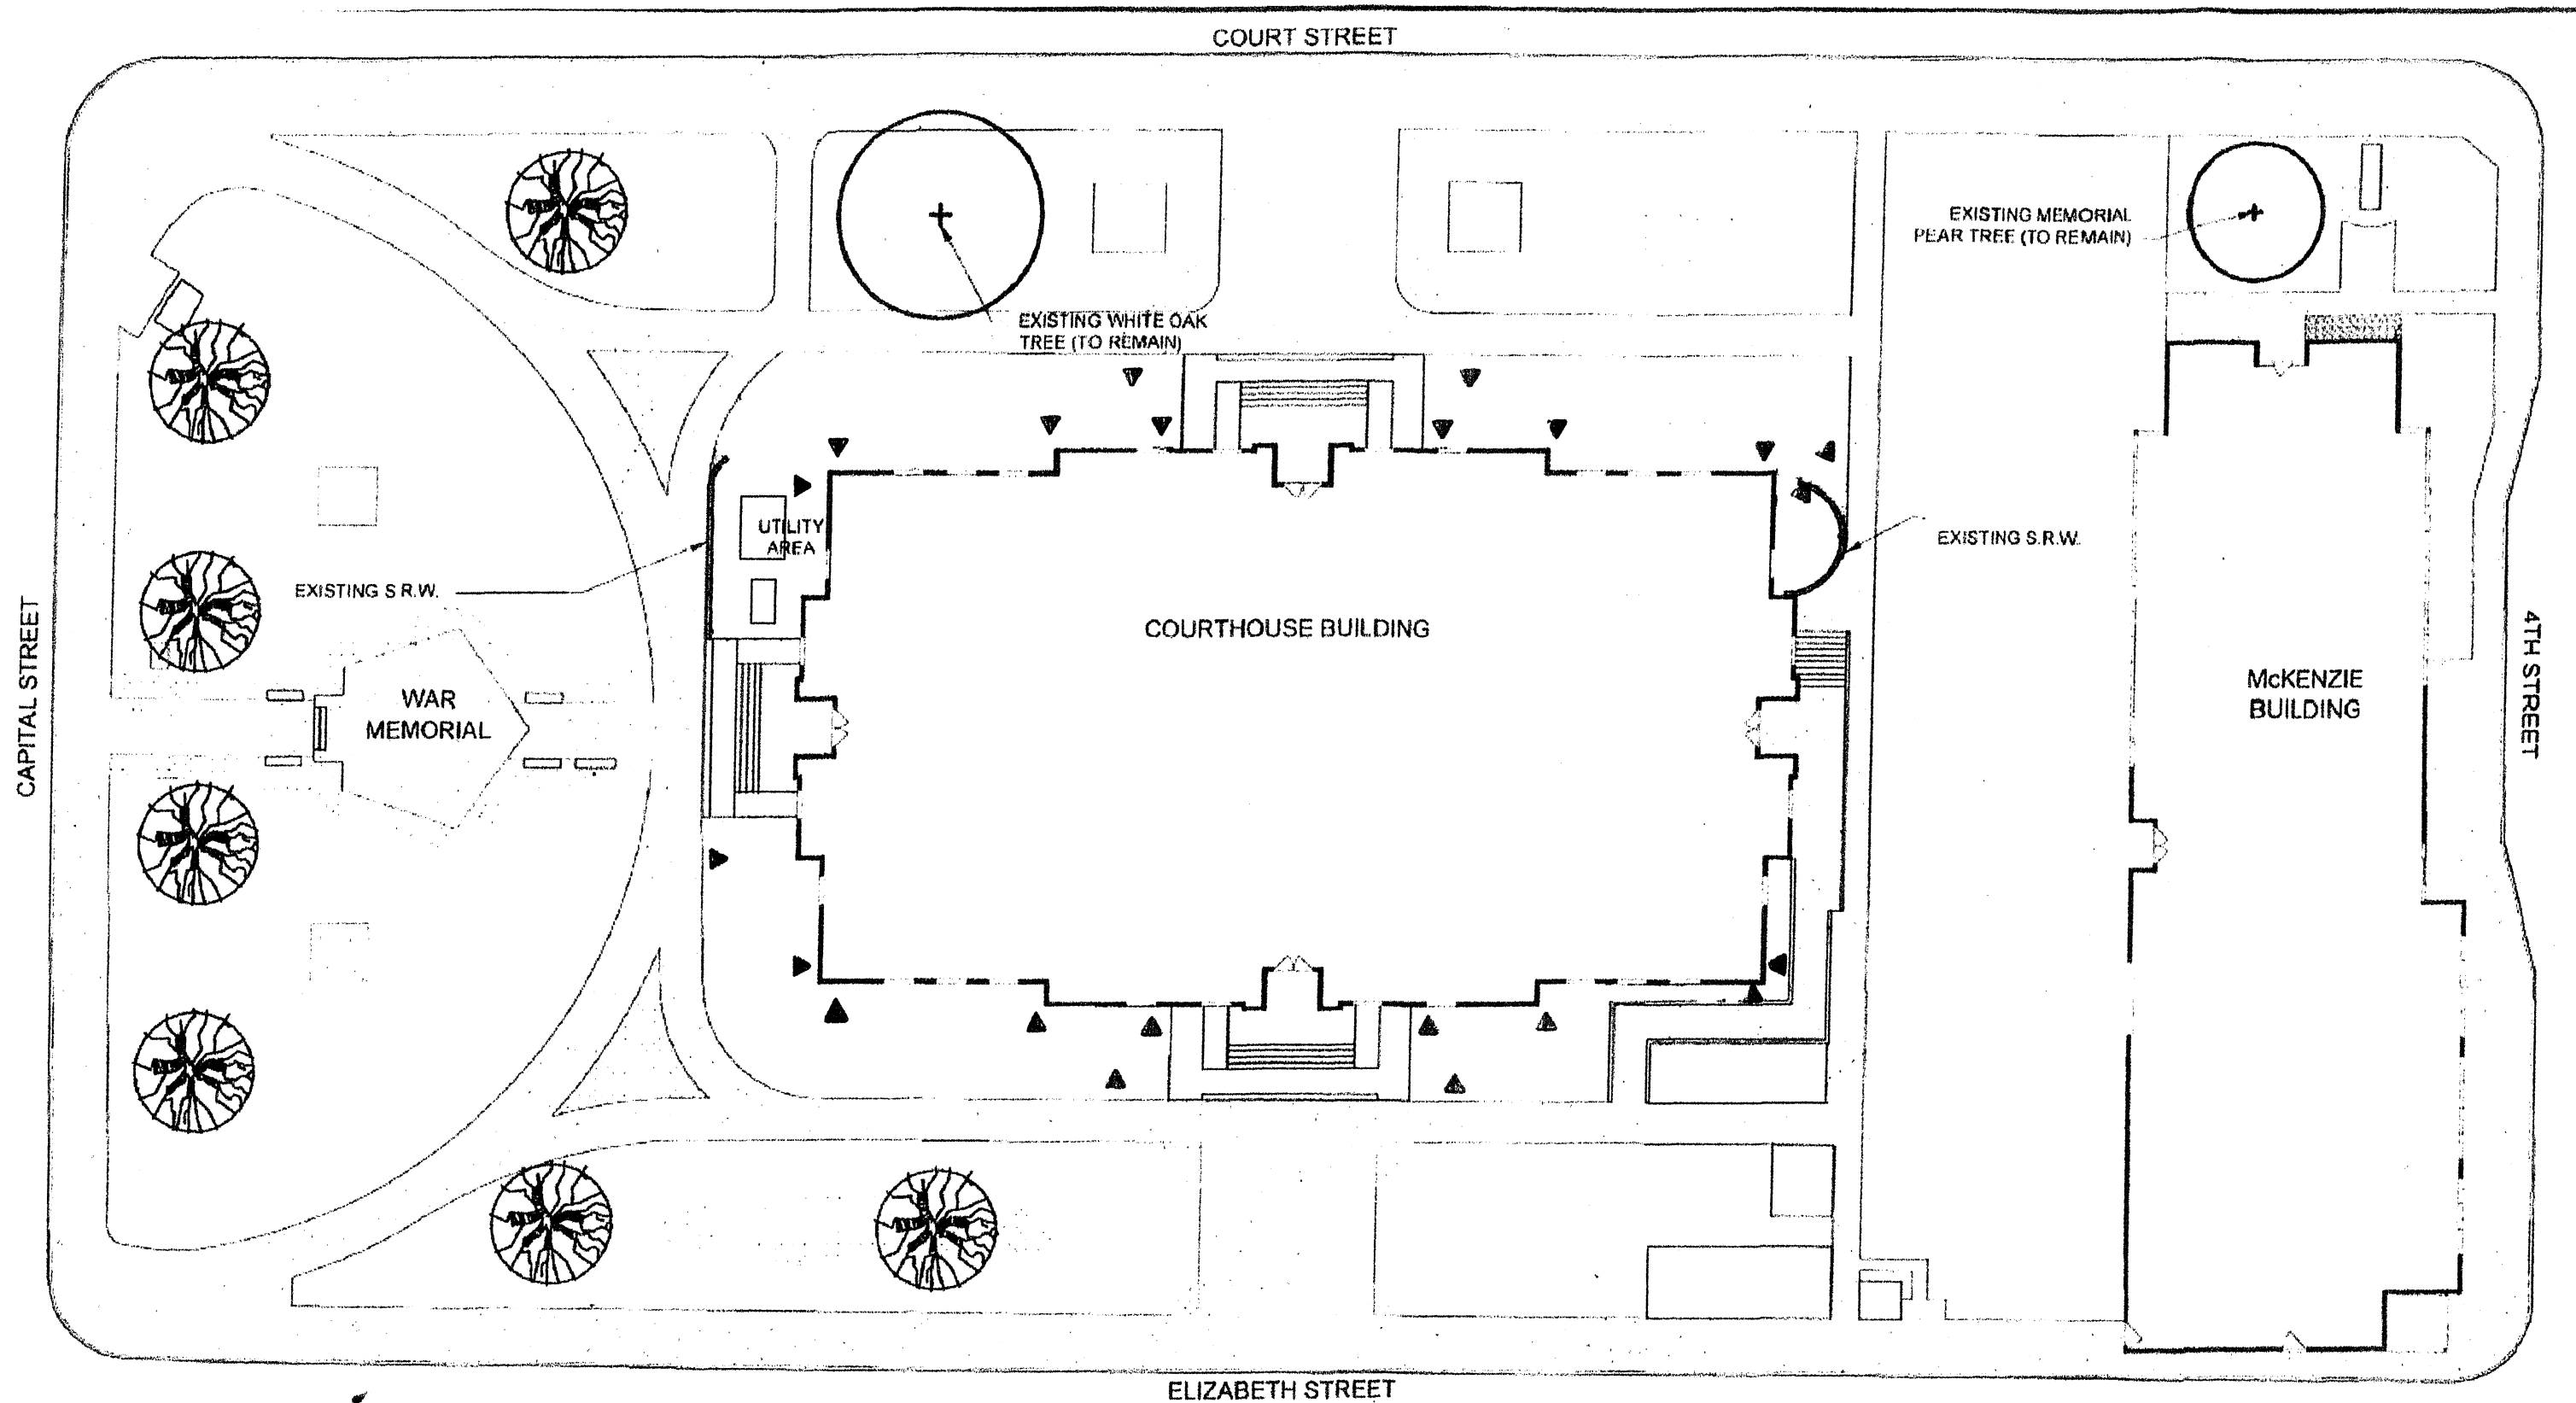 COURT STREET
EXISTING MEMORIAL
PEAR TREE (TO REMAIN)
EXISTING WHITE OAK
TREE (TO REMAIN)
UTILITY
AREA
EXISTING S.R.W.
EXISTING S R.W.
COURTHOUSE BUILDING
CAPITAL STREET
WAR
MEMORIAL
McKENZIE
BUILDING
4TH STREET
ELIZABETH STREET